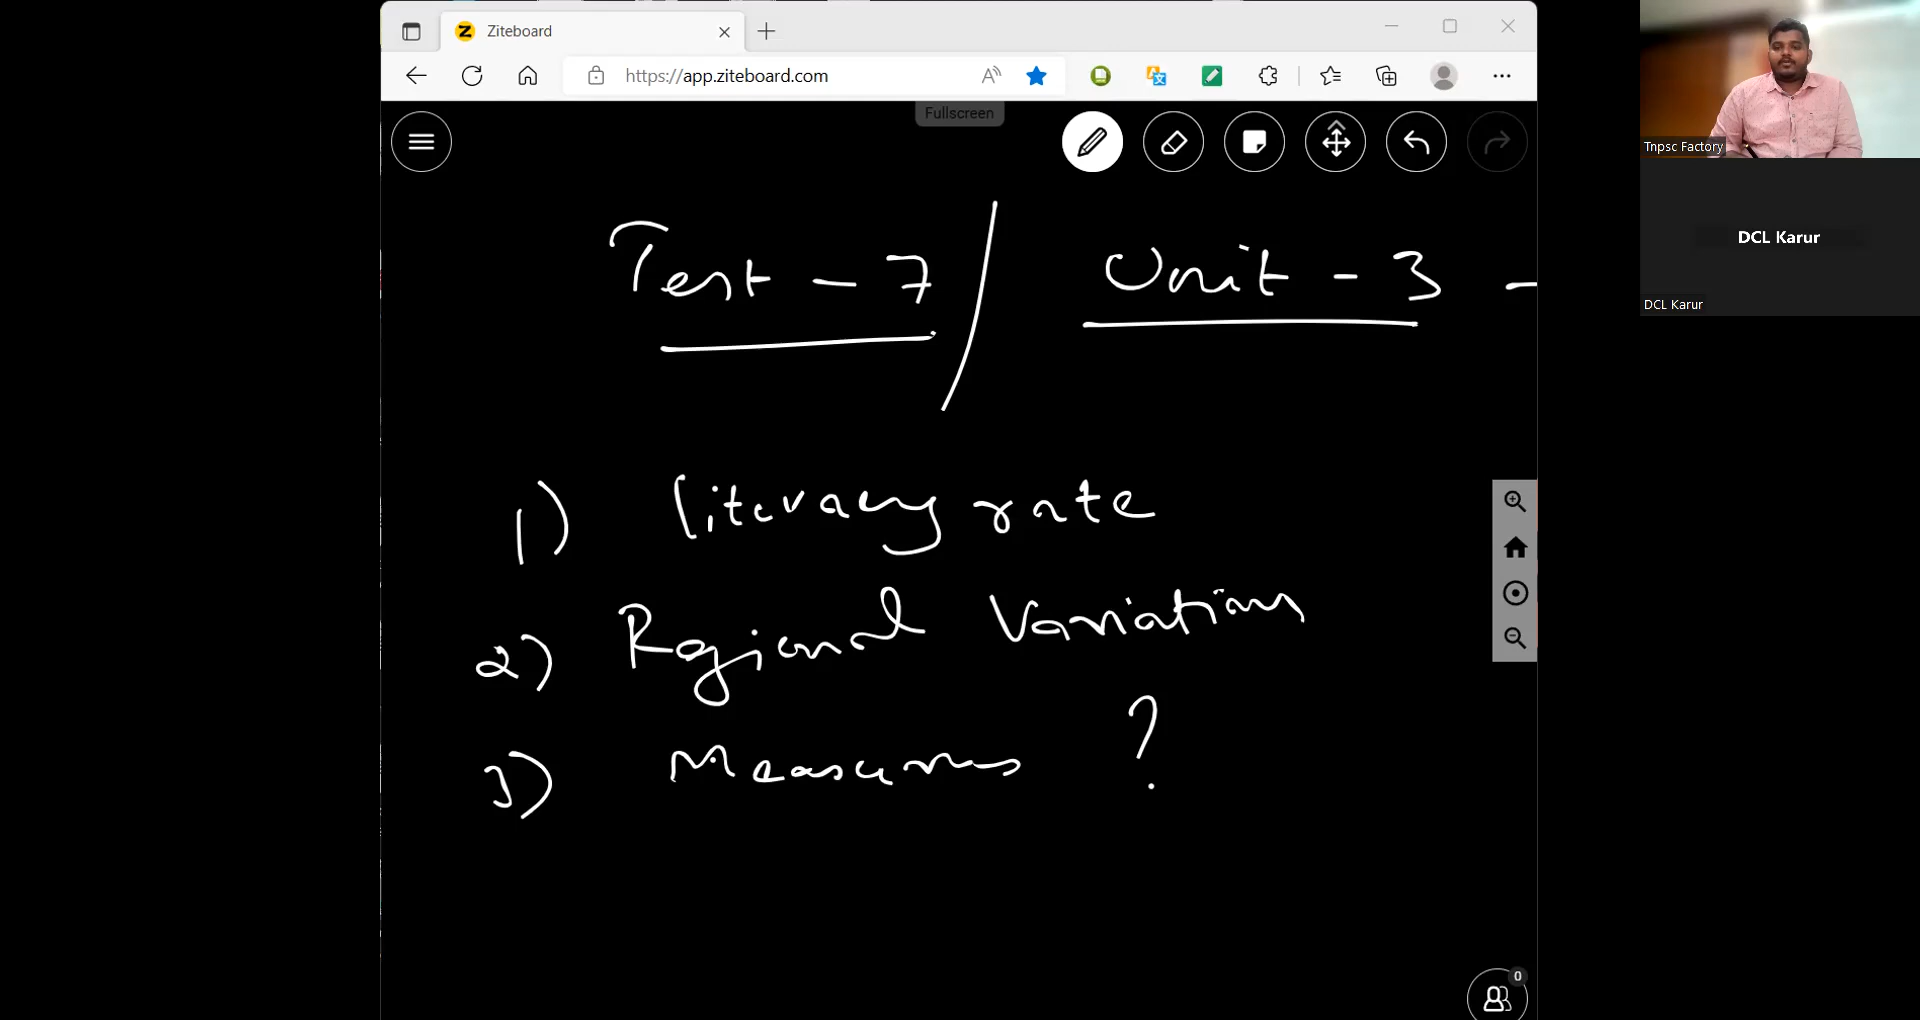 Ziteboard
https://app.ziteboard.com
Fullscreen
Test - 7 / Unit - 3 -
1) literacy rate
2) Regional Variations
3) Measures ?
0
Tnpsc Factory
DCL Karur
DCL Karur